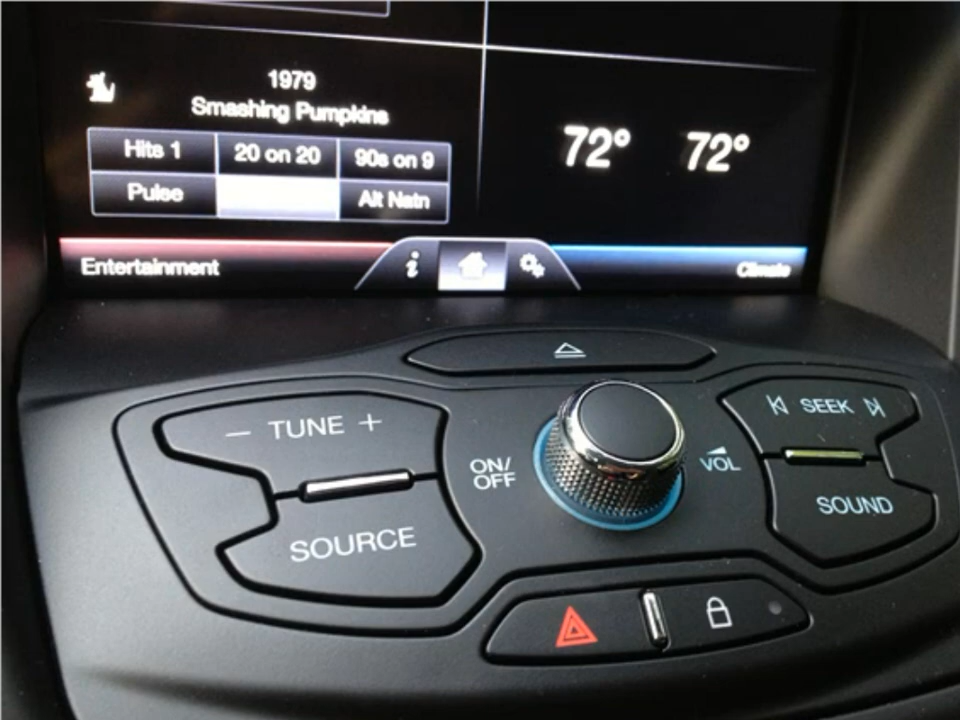 1979
Smashing Pumpkins
Hits 1 20 on 20 90s on 9
Pulse Alt Natn
72° 72°
Entertainment i Climate
− TUNE +
SEEK
ON/
OFF
VOL
SOUND
SOURCE